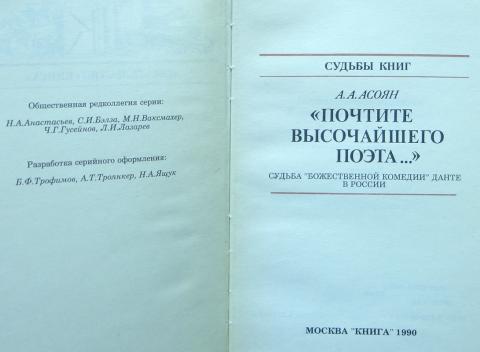 Общественная редколлегия серии:
Н.А.Анастасьев, С.И.Бэлза, М.Н.Ваксмахер,
Ч.Г.Гусейнов, Л.И.Лазарев
Разработка серийного оформления:
Б.Ф.Трофимов, А.Т.Троянкер, Н.А.Ящук
СУДЬБЫ КНИГ
А.А.АСОЯН
«ПОЧТИТЕ
ВЫСОЧАЙШЕГО
ПОЭТА...»
СУДЬБА "БОЖЕСТВЕННОЙ КОМЕДИИ" ДАНТЕ
В РОССИИ
МОСКВА "КНИГА" 1990